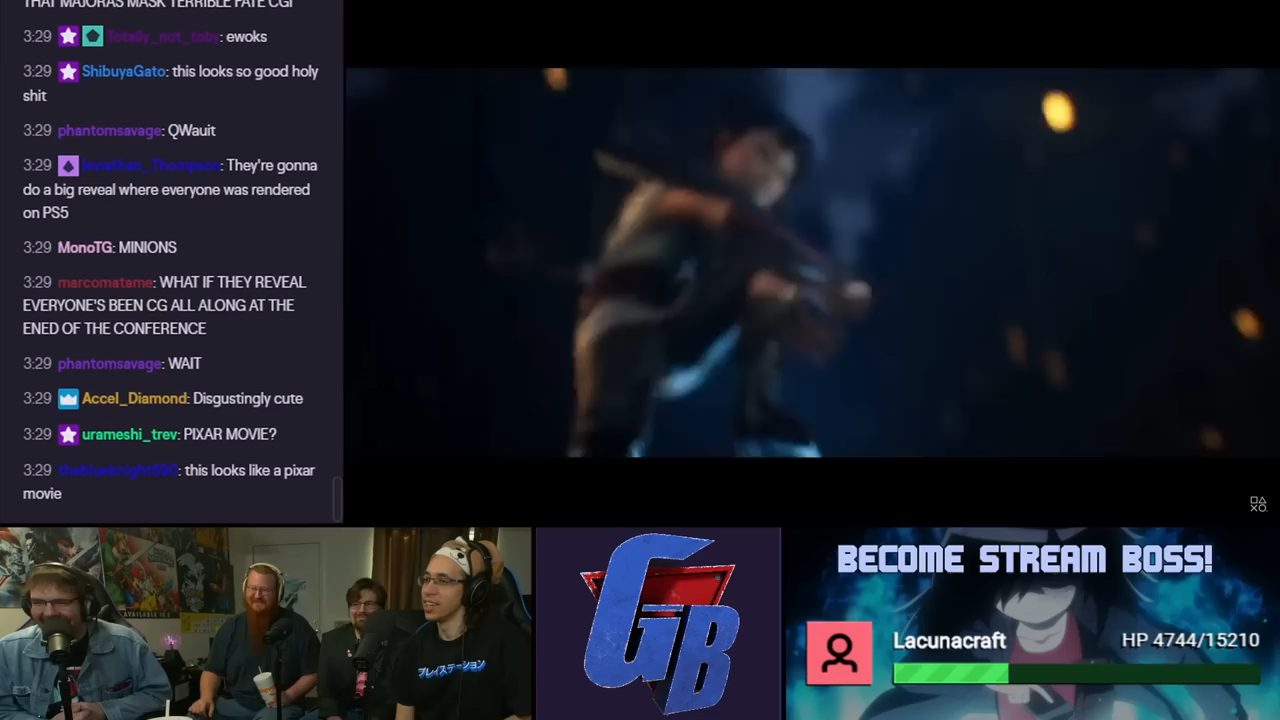 THAT MAJORAS MASK TERRIBLE FATE CGI
3:29 Totally_not_toby: ewoks
3:29 ShibuyaGato: this looks so good holy
shit
3:29 phantomsavage: QWauit
3:29 leviathan_Thompson: They're gonna
do a big reveal where everyone was rendered
on PS5
3:29 MonoTG: MINIONS
3:29 marcomatame: WHAT IF THEY REVEAL
EVERYONE'S BEEN CG ALL ALONG AT THE
ENED OF THE CONFERENCE
3:29 phantomsavage: WAIT
3:29 Accel_Diamond: Disgustingly cute
3:29 urameshi_trev: PIXAR MOVIE?
3:29 theblueknight590: this looks like a pixar
movie
AVAILABLE
プレイステーション
GB
BECOME STREAM BOSS!
Lacunacraft HP 4744/15210